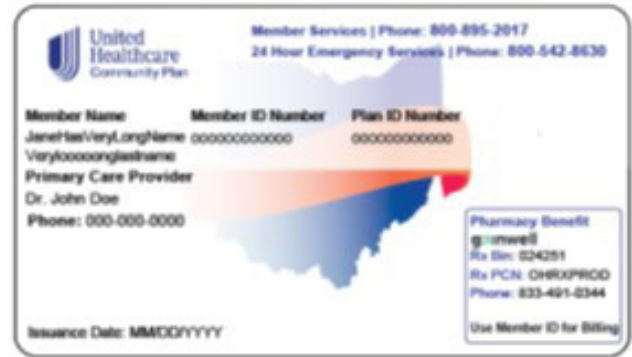 United
Healthcare
Community Plan
Member Services | Phone: 800-895-2017
24 Hour Emergency Services | Phone: 800-542-8630
Member Name Member ID Number Plan ID Number
JaneHasVeryLongName 000000000000 000000000000
Verylooooonglastname
Primary Care Provider
Dr. John Doe
Phone: 000-000-0000
Pharmacy Benefit
gainwell
Rx Bin: 024251
Rx PCN: OHRXPROD
Phone: 833-491-0344
Use Member ID for Billing
Issuance Date: MM/DD/YYYY